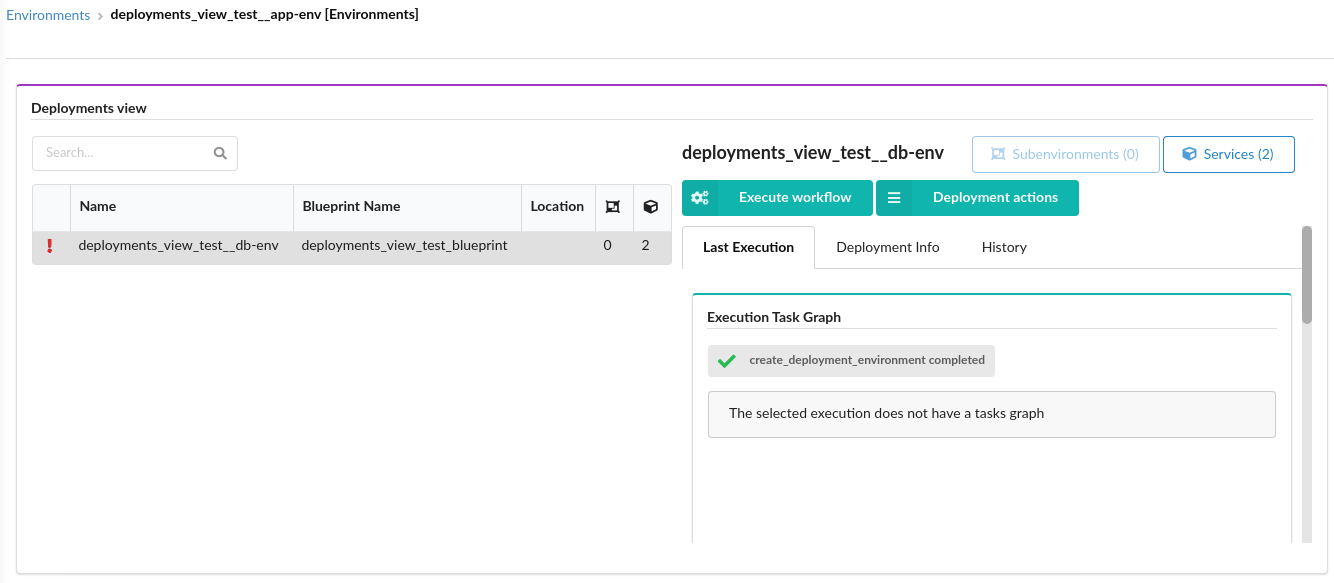 Environments > deployments_view_test__app-env [Environments]
Deployments view
Search...
deployments_view_test__db-env
Subenvironments (0)
Services (2)
Execute workflow
Deployment actions
Name Blueprint Name Location
deployments_view_test__db-env deployments_view_test_blueprint 0 2
Last Execution Deployment Info History
Execution Task Graph
create_deployment_environment completed
The selected execution does not have a tasks graph